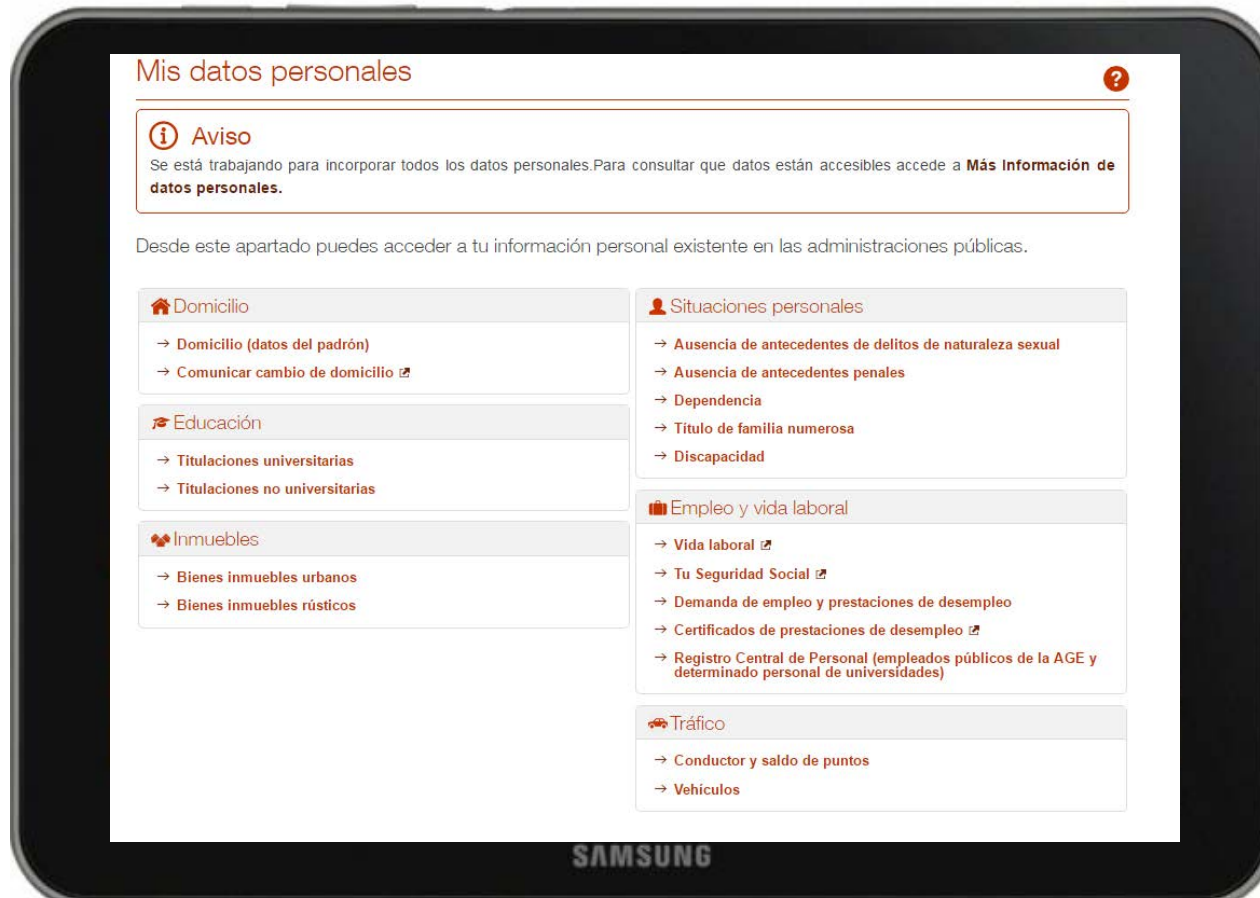 Mis datos personales
?
Aviso
Se está trabajando para incorporar todos los datos personales.Para consultar que datos están accesibles accede a Más Información de
datos personales.
Desde este apartado puedes acceder a tu información personal existente en las administraciones públicas.
Domicilio
→ Domicilio (datos del padrón)
→ Comunicar cambio de domicilio
Educación
→ Titulaciones universitarias
→ Titulaciones no universitarias
Inmuebles
→ Bienes inmuebles urbanos
→ Bienes inmuebles rústicos
Situaciones personales
→ Ausencia de antecedentes de delitos de naturaleza sexual
→ Ausencia de antecedentes penales
→ Dependencia
→ Título de familia numerosa
→ Discapacidad
Empleo y vida laboral
→ Vida laboral
→ Tu Seguridad Social
→ Demanda de empleo y prestaciones de desempleo
→ Certificados de prestaciones de desempleo
→ Registro Central de Personal (empleados públicos de la AGE y
determinado personal de universidades)
Tráfico
→ Conductor y saldo de puntos
→ Vehículos
SAMSUNG